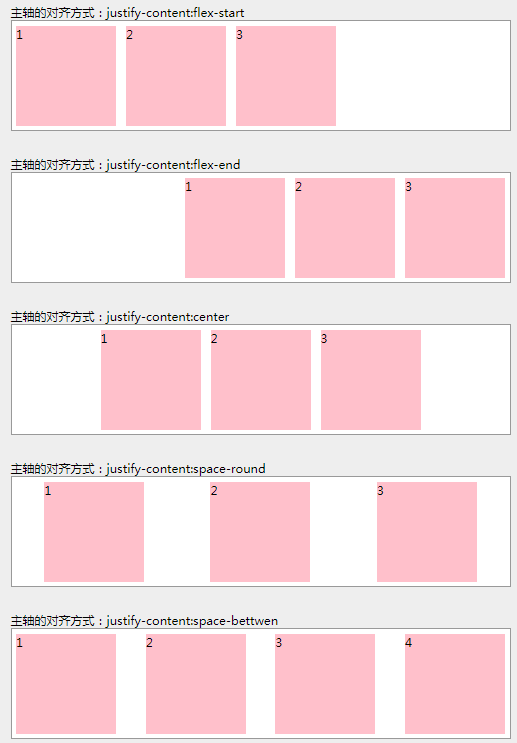 主轴的对齐方式：justify-content:flex-start
1 2 3
主轴的对齐方式：justify-content:flex-end
1 2 3
主轴的对齐方式：justify-content:center
1 2 3
主轴的对齐方式：justify-content:space-round
1 2 3
主轴的对齐方式：justify-content:space-bettwen
1 2 3 4